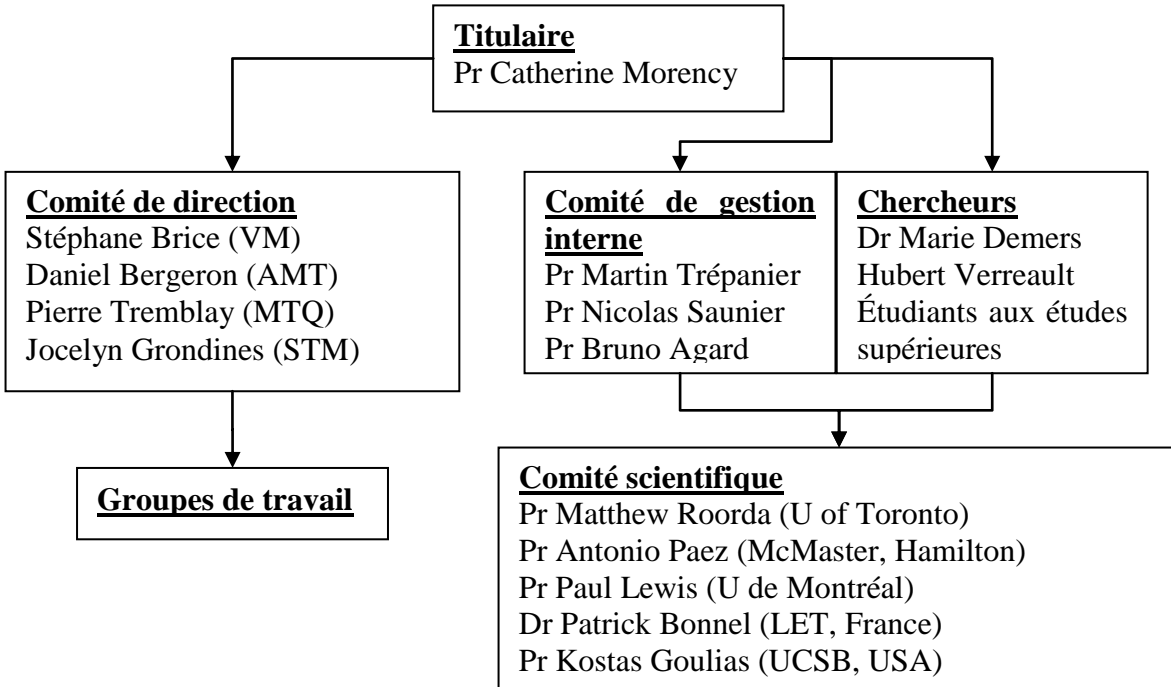 Titulaire
Pr Catherine Morency
Comité de direction
Stéphane Brice (VM)
Daniel Bergeron (AMT)
Pierre Tremblay (MTQ)
Jocelyn Grondines (STM)
Comité de gestion
interne
Pr Martin Trépanier
Pr Nicolas Saunier
Pr Bruno Agard
Chercheurs
Dr Marie Demers
Hubert Verreault
Étudiants aux études
supérieures
Groupes de travail
Comité scientifique
Pr Matthew Roorda (U of Toronto)
Pr Antonio Paez (McMaster, Hamilton)
Pr Paul Lewis (U de Montréal)
Dr Patrick Bonnel (LET, France)
Pr Kostas Goulias (UCSB, USA)